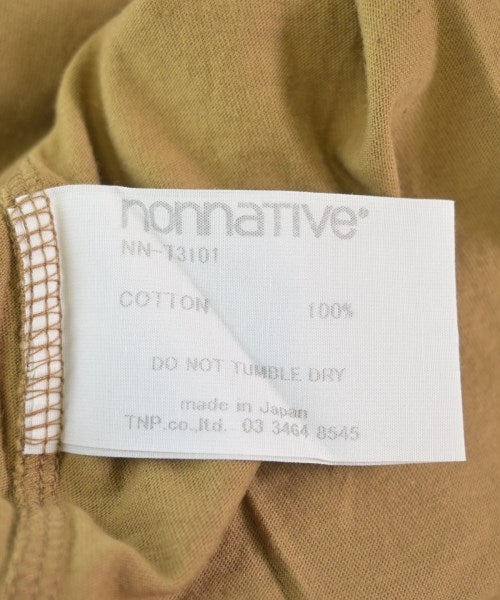 nonnative®
NN-T3101
COTTON 100%
DO NOT TUMBLE DRY
made in Japan
TNP.co.,ltd. 03 3464 8545